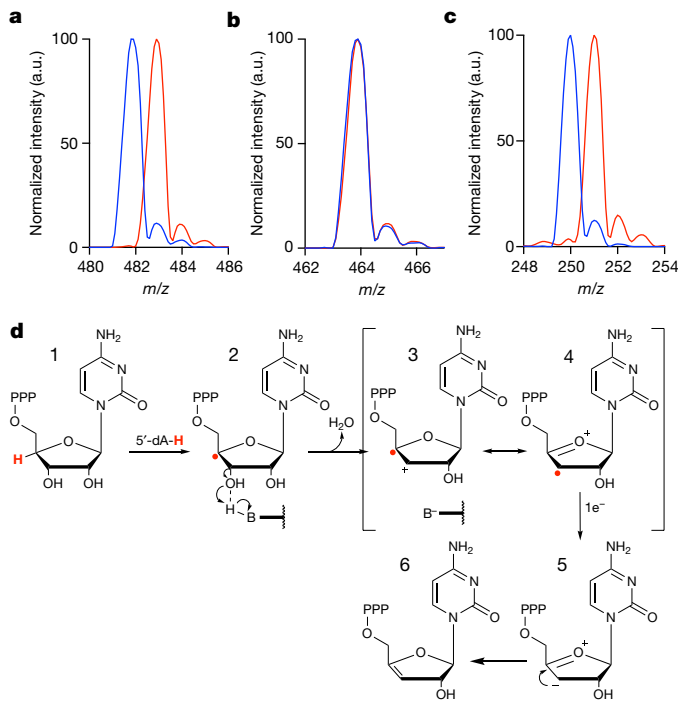 a
b
c
Normalized intensity (a.u.)
100
50
0
480 482 484 486
m/z
Normalized intensity (a.u.)
100
50
0
462 464 466
m/z
Normalized intensity (a.u.)
100
50
0
248 250 252 254
m/z
d
1
NH2
N
N
O
PPP
O
O
H
OH OH
5′-dA-H
2
NH2
N
N
O
PPP
O
O
OH
OH
H
B
H2O
3
NH2
N
N
O
PPP
O
O
+
OH
B–
4
NH2
N
N
O
PPP
O
O
+
OH
1e–
6
NH2
N
N
O
PPP
O
O
OH
5
NH2
N
N
O
PPP
O
O
+
–
OH